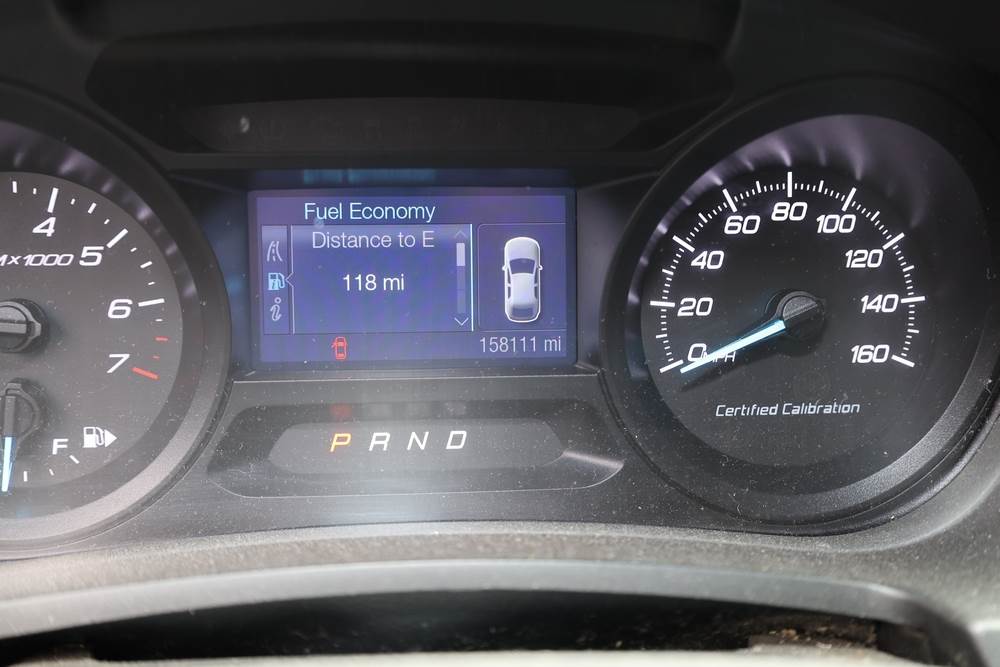 Fuel Economy
Distance to E
118 mi
158111 mi
4
5
6
7
F
P R N D
0
20
40
60
80
100
120
140
160
MPH
Certified Calibration